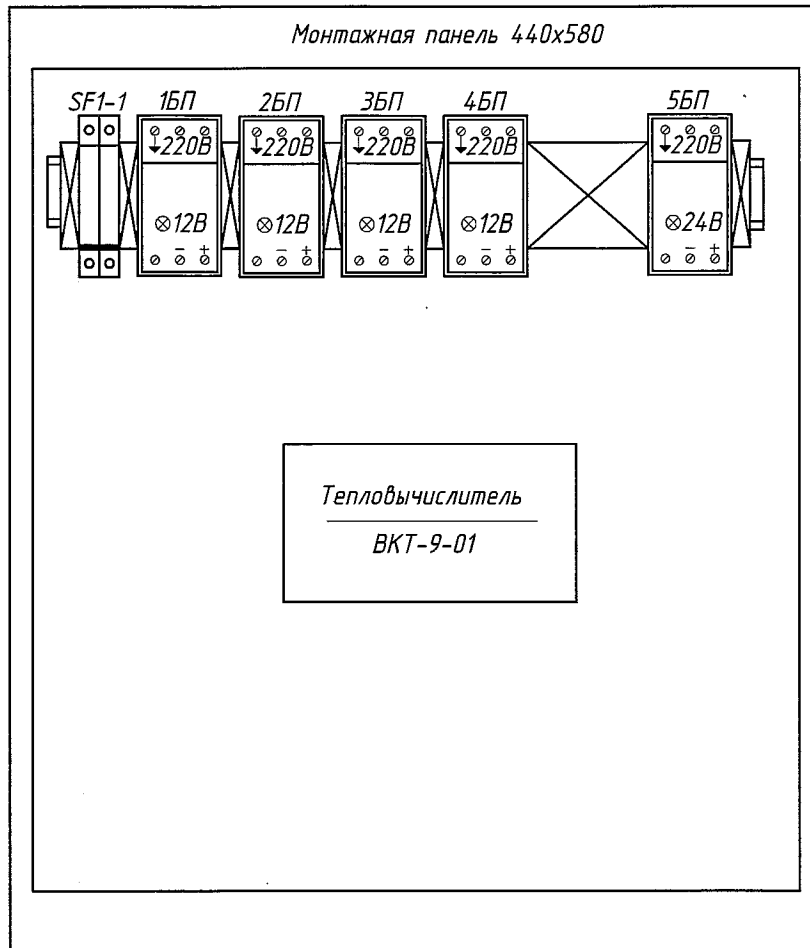 Монтажная панель 440х580
SF1-1 1БП 2БП 3БП 4БП 5БП
220В 220В 220В 220В 220В
12В 12В 12В 12В 24В
- + - + - + - + - +
Тепловычислитель
ВКТ-9-01